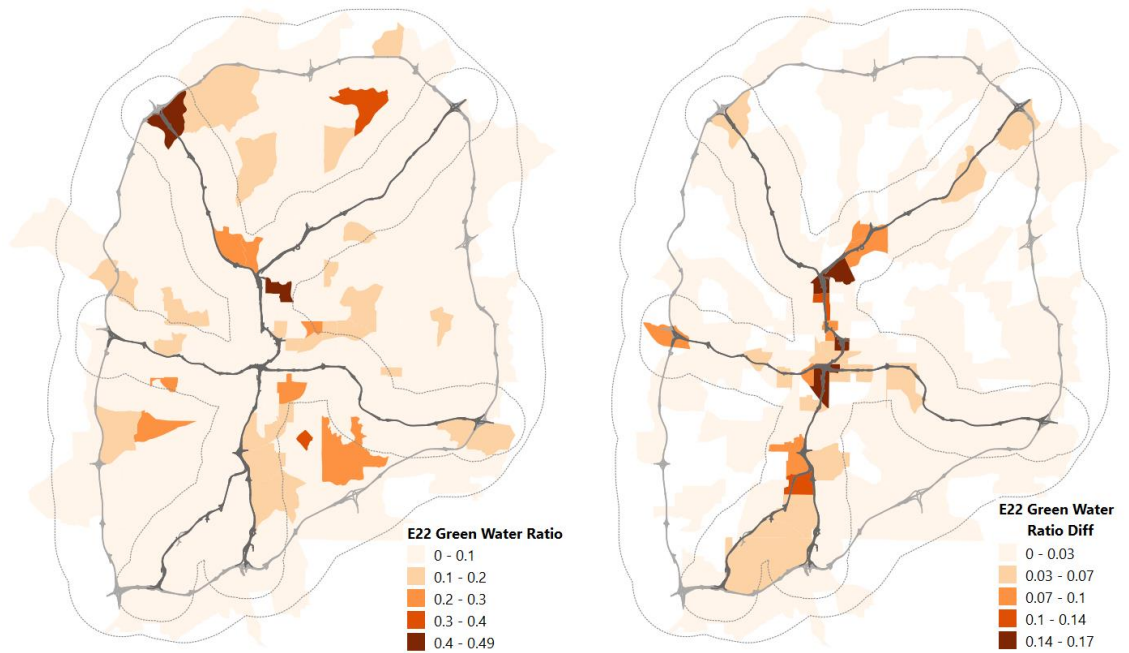 E22 Green Water Ratio
0 - 0.1
0.1 - 0.2
0.2 - 0.3
0.3 - 0.4
0.4 - 0.49
E22 Green Water
Ratio Diff
0 - 0.03
0.03 - 0.07
0.07 - 0.1
0.1 - 0.14
0.14 - 0.17